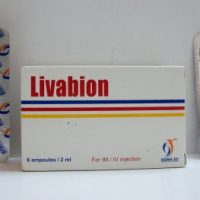 Livabion
6 ampoules / 2 ml
For IM / IV injection